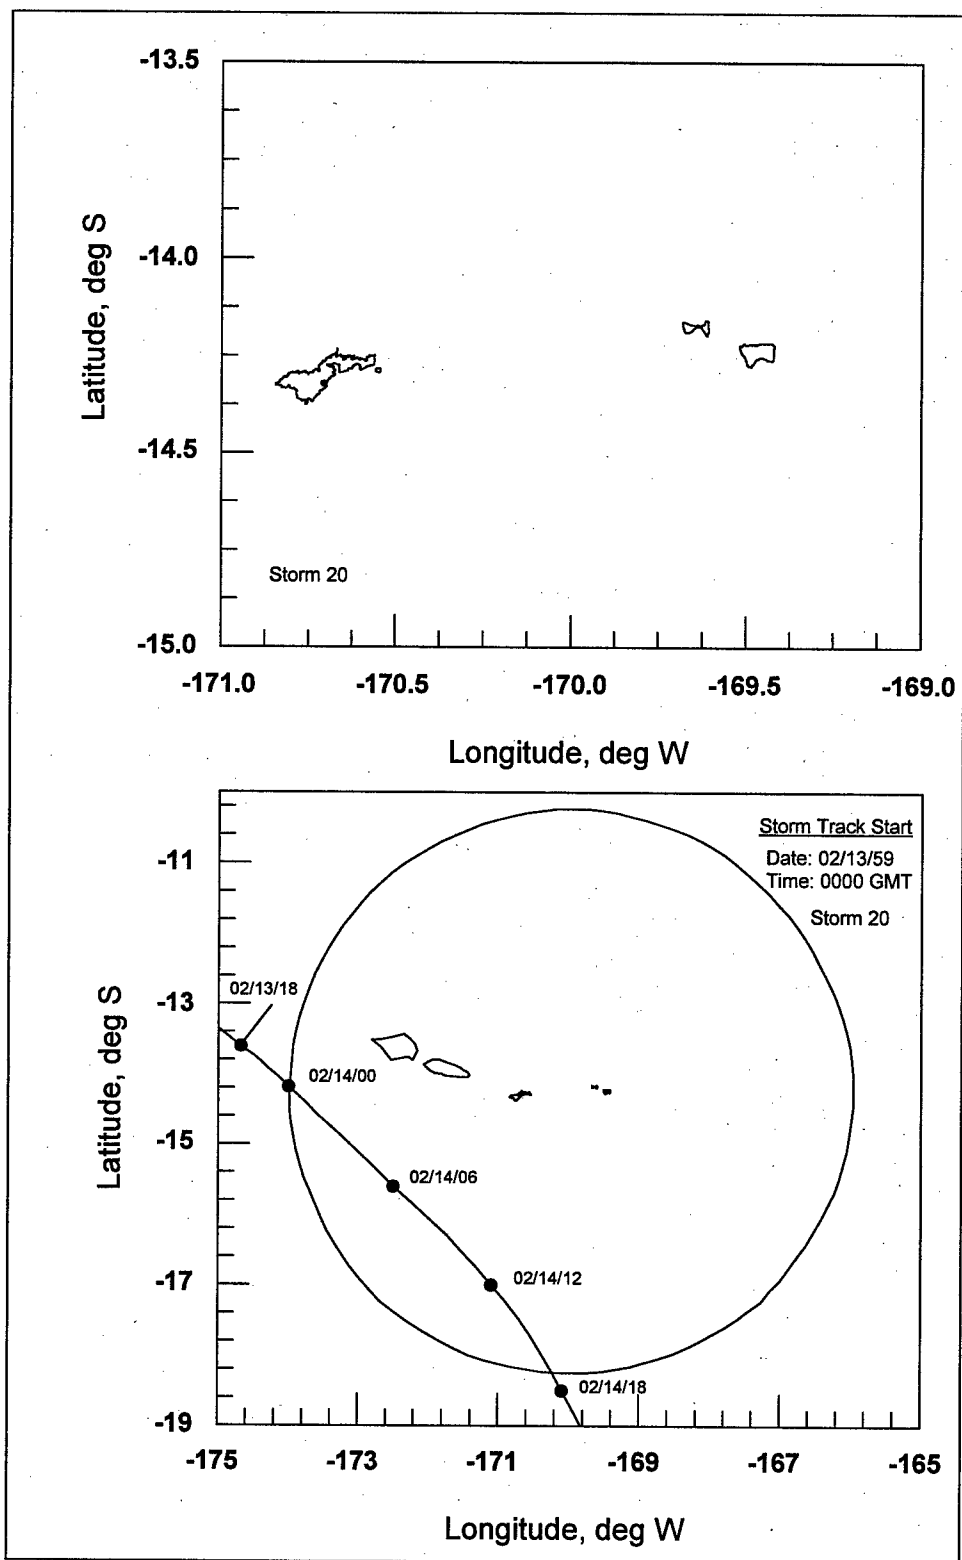 -13.5
-14.0
-14.5
-15.0
Latitude, deg S
Storm 20
-171.0 -170.5 -170.0 -169.5 -169.0
Longitude, deg W
Storm Track Start
Date: 02/13/59
Time: 0000 GMT
Storm 20
-11
-13
-15
-17
-19
Latitude, deg S
02/13/18
02/14/00
02/14/06
02/14/12
02/14/18
-175 -173 -171 -169 -167 -165
Longitude, deg W